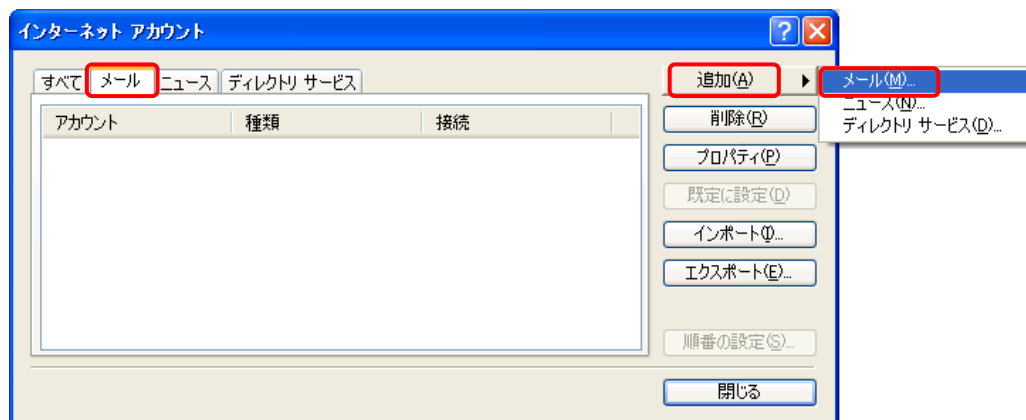 インターネット アカウント
すべて メール ニュース ディレクトリ サービス
アカウント 種類 接続
追加(A)
メール(M)...
ニュース(N)...
ディレクトリ サービス(D)...
削除(R)
プロパティ(P)
既定に設定(D)
インポート(I)...
エクスポート(E)...
順番の設定(S)...
閉じる